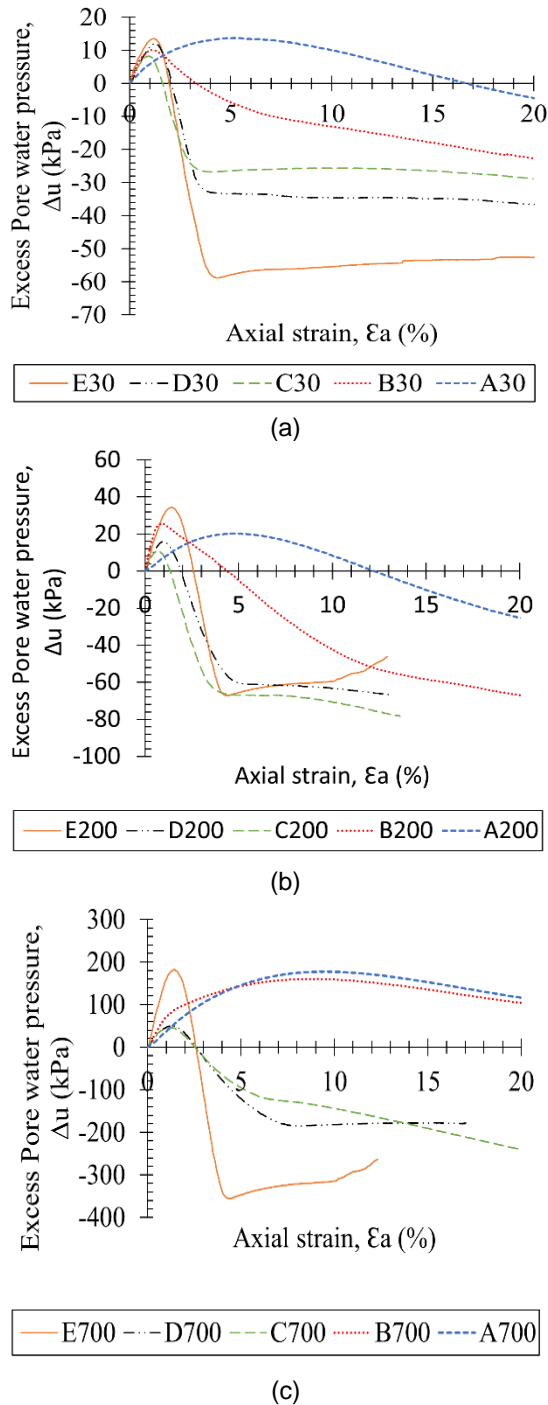 Excess Pore water pressure,
Δu (kPa)
20
10
0
-10
-20
-30
-40
-50
-60
-70
0 5 10 15 20
Axial strain, Ɛa (%)
E30 D30 C30 B30 A30
(a)
Excess Pore water pressure,
Δu (kPa)
60
40
20
0
-20
-40
-60
-80
-100
0 5 10 15 20
Axial strain, Ɛa (%)
E200 D200 C200 B200 A200
(b)
Excess Pore water pressure,
Δu (kPa)
300
200
100
0
-100
-200
-300
-400
0 5 10 15 20
Axial strain, Ɛa (%)
E700 D700 C700 B700 A700
(c)